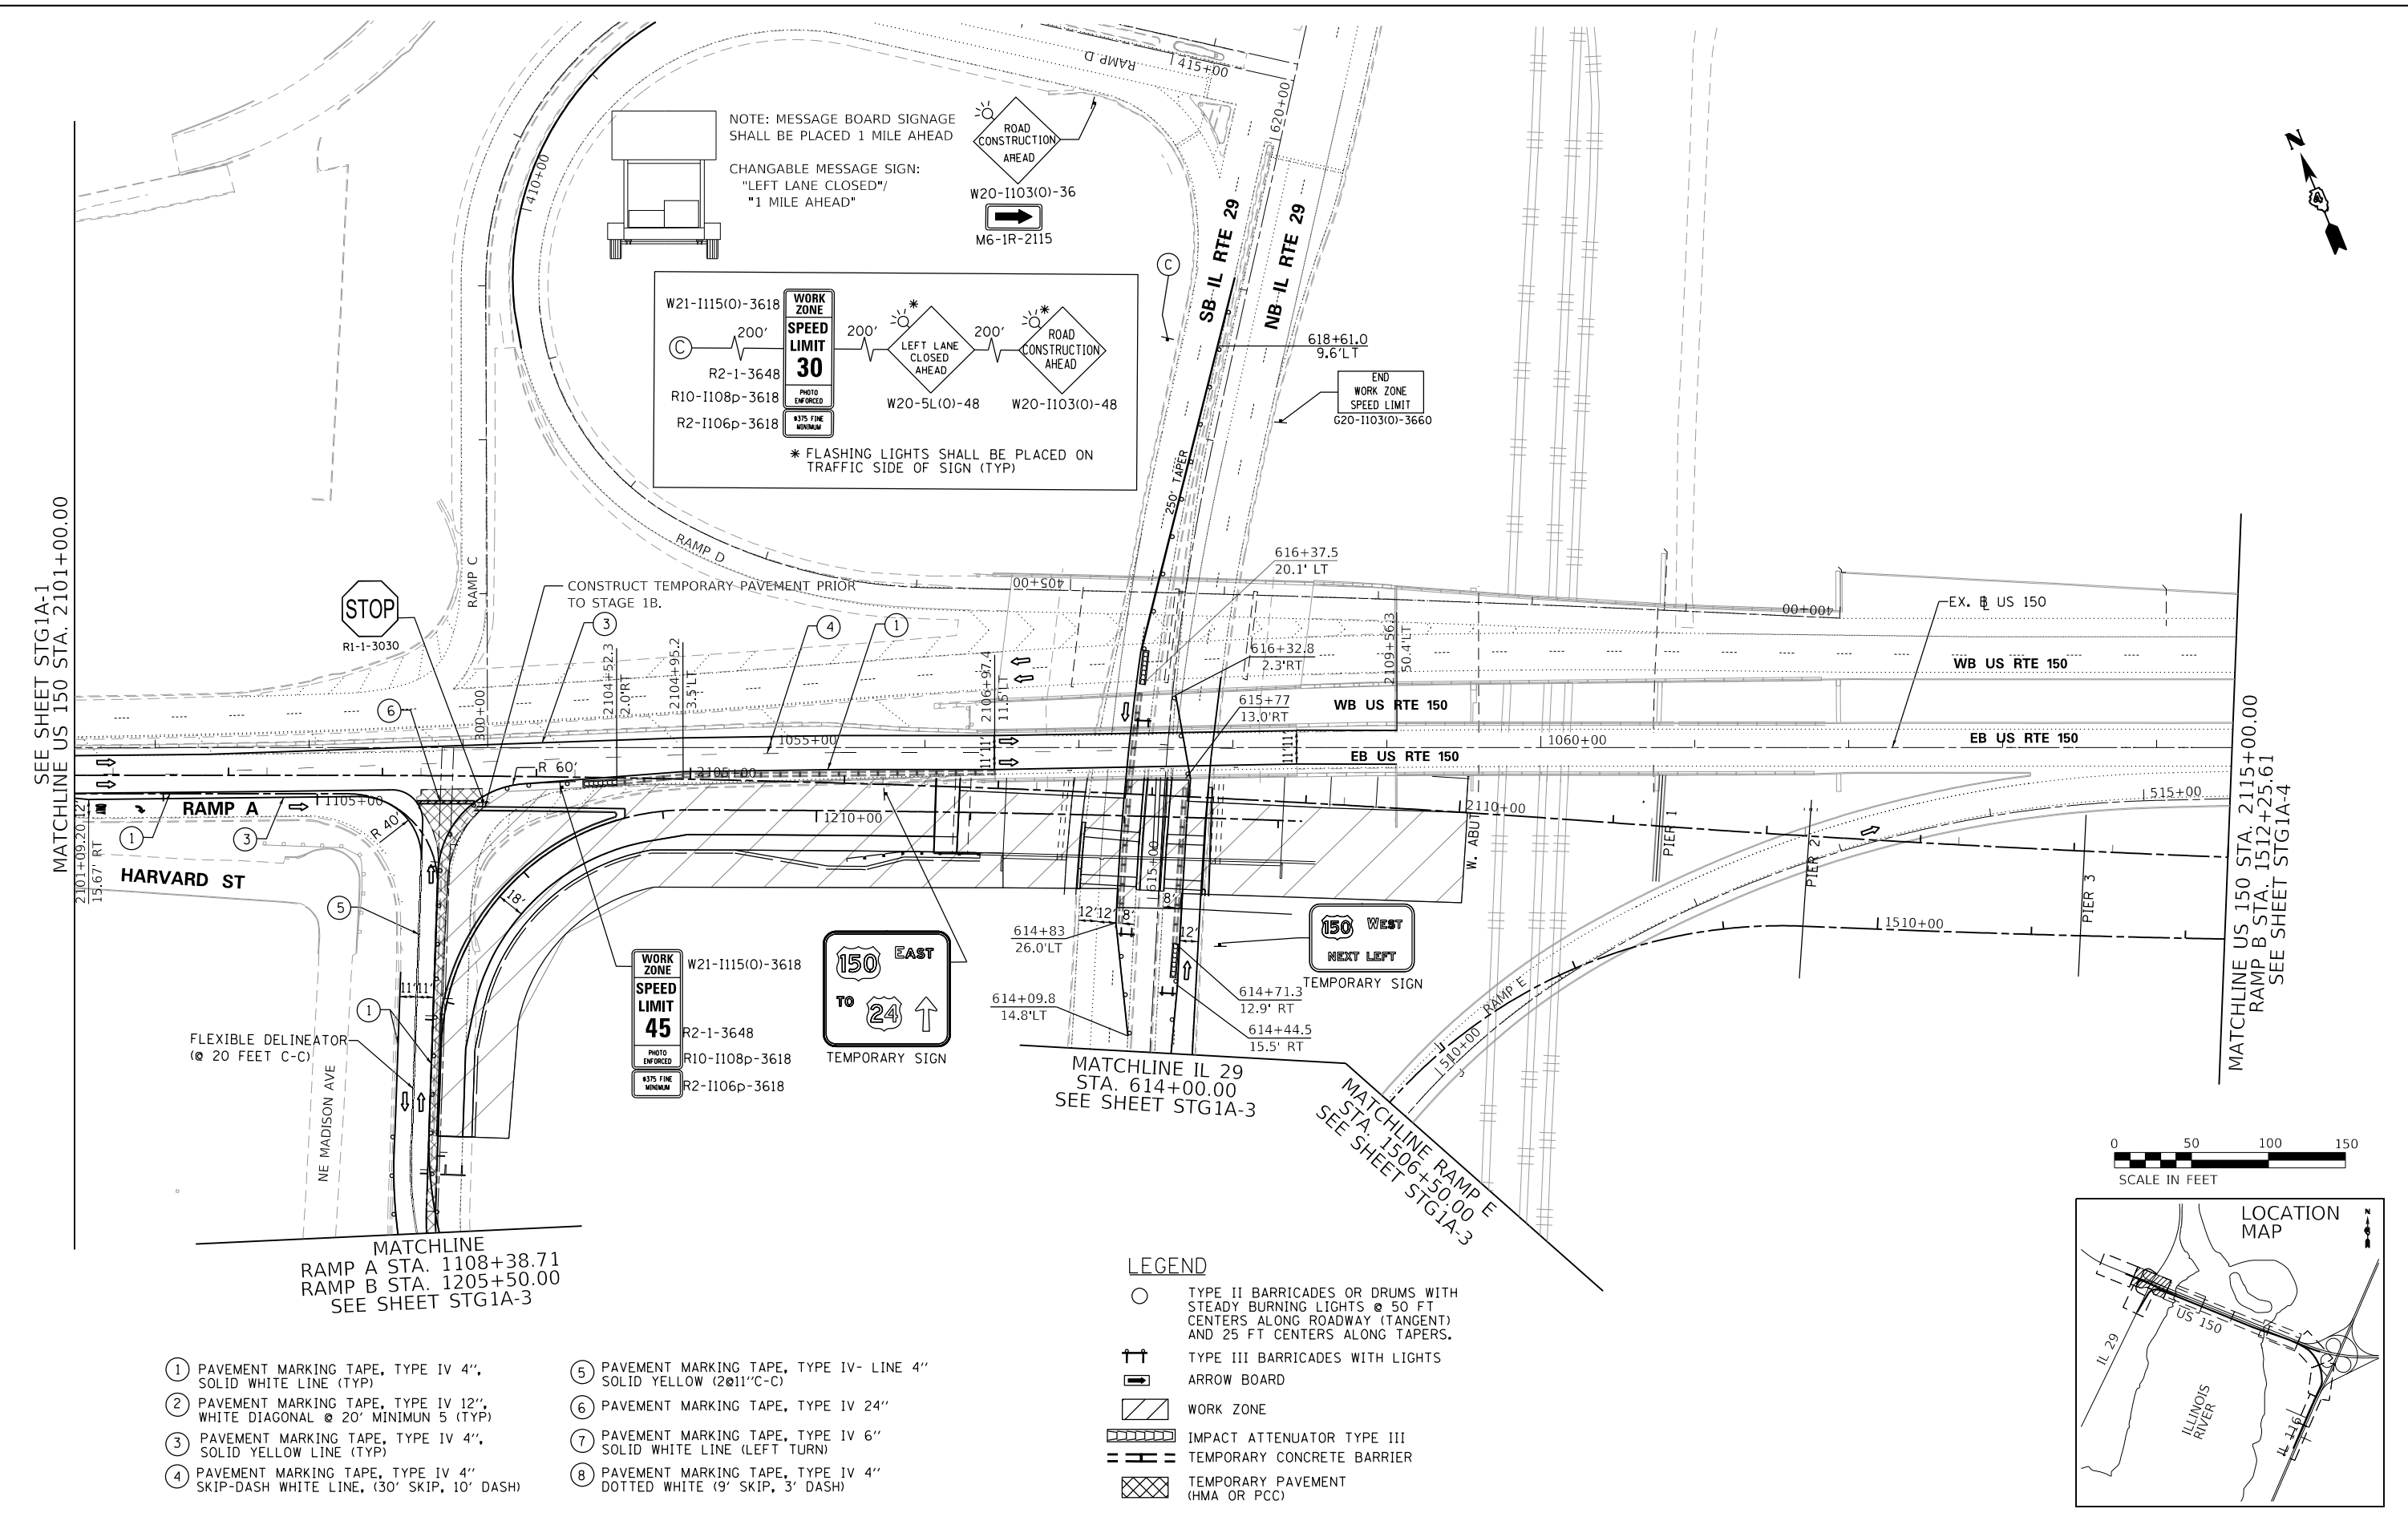 RAMP D
415+00
620+00
410+00
NOTE: MESSAGE BOARD SIGNAGE
SHALL BE PLACED 1 MILE AHEAD
CHANGABLE MESSAGE SIGN:
"LEFT LANE CLOSED"/
"1 MILE AHEAD"
ROAD
CONSTRUCTION
AHEAD
W20-I103(0)-36
M6-1R-2115
N
SB IL RTE 29
NB IL RTE 29
C
W21-I115(0)-3618
WORK
ZONE
SPEED
LIMIT
30
PHOTO
ENFORCED
$375 FINE
MINIMUM
C
200'
200'
200'
R2-1-3648
R10-I108p-3618
R2-I106p-3618
LEFT LANE
CLOSED
AHEAD
*
W20-5L(0)-48
ROAD
CONSTRUCTION
AHEAD
*
W20-I103(0)-48
* FLASHING LIGHTS SHALL BE PLACED ON
TRAFFIC SIDE OF SIGN (TYP)
618+61.0
9.6'LT
END
WORK ZONE
SPEED LIMIT
G20-I103(0)-3660
250' TAPER
SEE SHEET STG1A-1
MATCHLINE US 150 STA. 2101+00.00
RAMP C
RAMP D
STOP
R1-1-3030
CONSTRUCT TEMPORARY PAVEMENT PRIOR
TO STAGE 1B.
3
4
1
405+00
616+37.5
20.1' LT
400+00
EX. ℄ US 150
2104+52.3
2.0'RT
2104+95.2
3.5'LT
2106+97.4
11.5'LT
616+32.8
2.3'RT
2109+56.3
50.4'LT
WB US RTE 150
6
300+00
615+77
13.0'RT
WB US RTE 150
1055+00
11'11'
11'11'
1060+00
EB US RTE 150
EB US RTE 150
R 60'
2105+00
2101+09.20
15.67' RT
12'
RAMP A
1105+00
1
3
R 40'
1210+00
2110+00
515+00
W. ABUT
PIER 1
PIER 2
PIER 3
HARVARD ST
5
18'
615+00
12'12'
8'
8'
12'
614+83
26.0'LT
150 WEST
NEXT LEFT
TEMPORARY SIGN
1510+00
MATCHLINE US 150 STA. 2115+00.00
RAMP B STA. 1512+25.61
SEE SHEET STG1A-4
WORK
ZONE
SPEED
LIMIT
45
PHOTO
ENFORCED
$375 FINE
MINIMUM
W21-I115(0)-3618
R2-1-3648
R10-I108p-3618
R2-I106p-3618
150 EAST
TO 24
TEMPORARY SIGN
614+09.8
14.8'LT
614+71.3
12.9' RT
614+44.5
15.5' RT
RAMP E
510+00
11'11'
1
FLEXIBLE DELINEATOR
(@ 20 FEET C-C)
NE MADISON AVE
MATCHLINE IL 29
STA. 614+00.00
SEE SHEET STG1A-3
MATCHLINE RAMP E
STA. 1506+50.00
SEE SHEET STG1A-3
0 50 100 150
SCALE IN FEET
MATCHLINE
RAMP A STA. 1108+38.71
RAMP B STA. 1205+50.00
SEE SHEET STG1A-3
LOCATION
MAP
N
US 150
IL 29
ILLINOIS
RIVER
IL 116
LEGEND
TYPE II BARRICADES OR DRUMS WITH
STEADY BURNING LIGHTS @ 50 FT
CENTERS ALONG ROADWAY (TANGENT)
AND 25 FT CENTERS ALONG TAPERS.
TYPE III BARRICADES WITH LIGHTS
ARROW BOARD
WORK ZONE
IMPACT ATTENUATOR TYPE III
TEMPORARY CONCRETE BARRIER
TEMPORARY PAVEMENT
(HMA OR PCC)
1 PAVEMENT MARKING TAPE, TYPE IV 4'',
SOLID WHITE LINE (TYP)
2 PAVEMENT MARKING TAPE, TYPE IV 12'',
WHITE DIAGONAL @ 20' MINIMUN 5 (TYP)
3 PAVEMENT MARKING TAPE, TYPE IV 4'',
SOLID YELLOW LINE (TYP)
4 PAVEMENT MARKING TAPE, TYPE IV 4''
SKIP-DASH WHITE LINE, (30' SKIP, 10' DASH)
5 PAVEMENT MARKING TAPE, TYPE IV- LINE 4''
SOLID YELLOW (2@11''C-C)
6 PAVEMENT MARKING TAPE, TYPE IV 24''
7 PAVEMENT MARKING TAPE, TYPE IV 6''
SOLID WHITE LINE (LEFT TURN)
8 PAVEMENT MARKING TAPE, TYPE IV 4''
DOTTED WHITE (9' SKIP, 3' DASH)